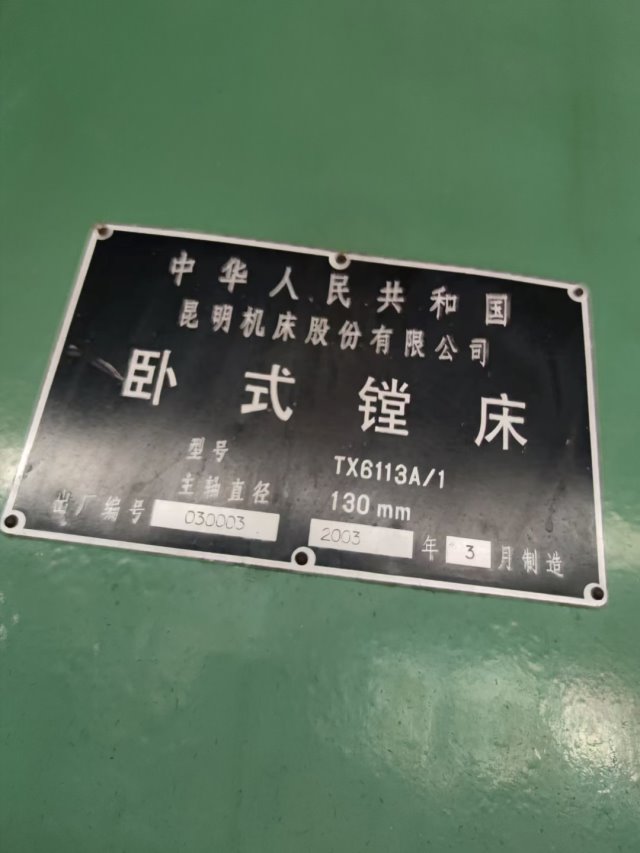 中华人民共和国
昆明机床股份有限公司
卧式镗床
型号 TX6113A/1
主轴直径 130 mm
出厂编号 030003 2003 年 3 月制造